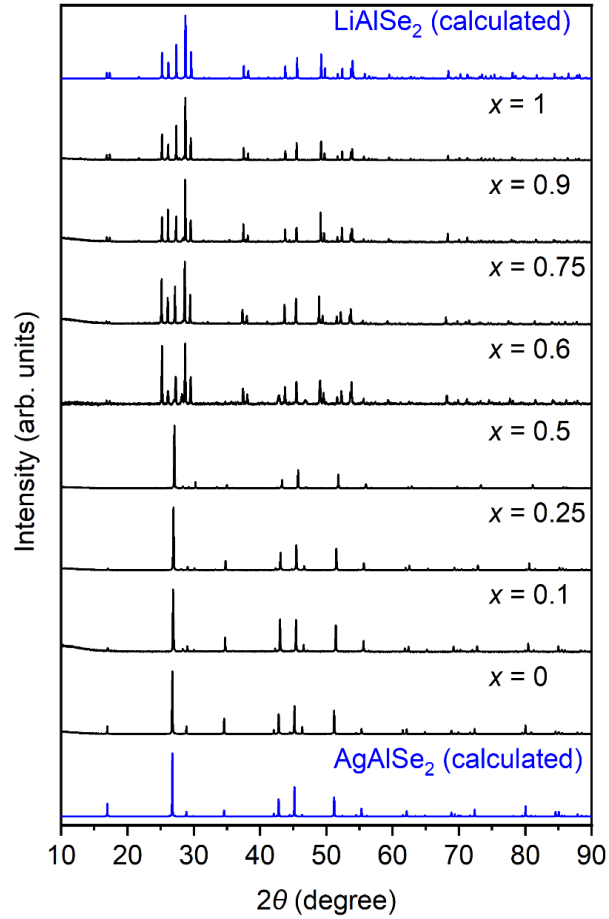 LiAlSe₂ (calculated)
x = 1
x = 0.9
x = 0.75
x = 0.6
x = 0.5
x = 0.25
x = 0.1
x = 0
AgAlSe₂ (calculated)
Intensity (arb. units)
10 20 30 40 50 60 70 80 90
2θ (degree)